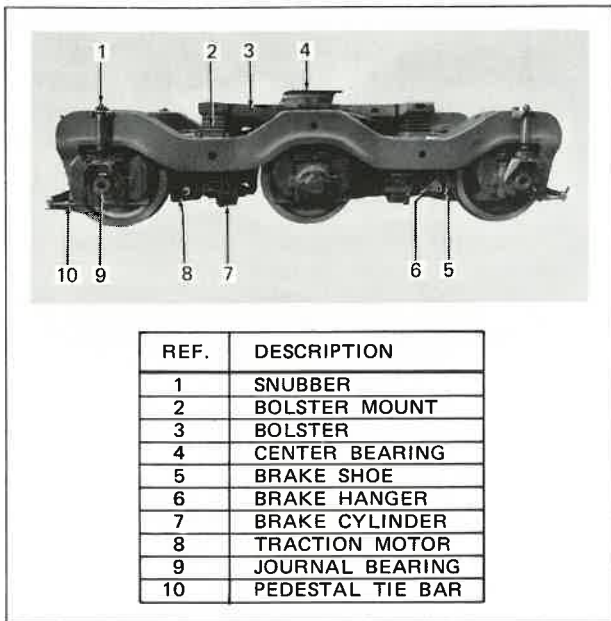 1 2 3 4
10 9 8 7 6 5
REF. DESCRIPTION
1 SNUBBER
2 BOLSTER MOUNT
3 BOLSTER
4 CENTER BEARING
5 BRAKE SHOE
6 BRAKE HANGER
7 BRAKE CYLINDER
8 TRACTION MOTOR
9 JOURNAL BEARING
10 PEDESTAL TIE BAR